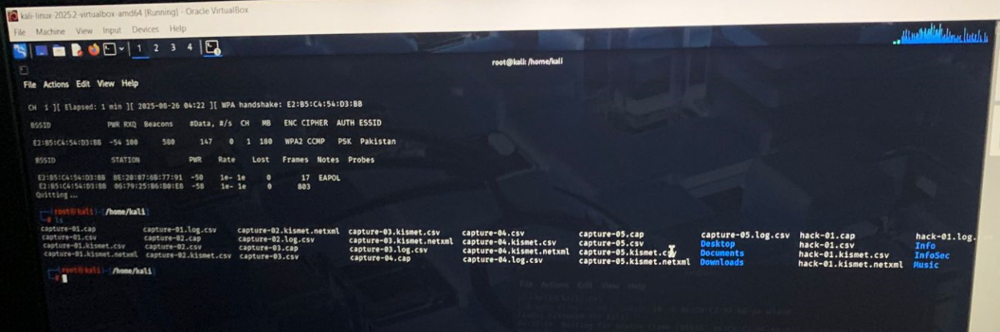 kali-linux-2025.2-virtualbox-amd64 [Running] - Oracle VirtualBox
File Machine View Input Devices Help
1 2 3 4
root@kali: /home/kali
File Actions Edit View Help
CH 1 ][ Elapsed: 1 min ][ 2025-08-26 04:22 ][ WPA handshake: E2:B5:C4:54:D3:BB
BSSID PWR RXQ Beacons #Data, #/s CH MB ENC CIPHER AUTH ESSID
E2:B5:C4:54:D3:BB -54 100 580 147 0 1 180 WPA2 CCMP PSK Pakistan
BSSID STATION PWR Rate Lost Frames Notes Probes
E2:B5:C4:54:D3:BB 8E:20:87:6B:77:91 -50 1e- 1e 0 17 EAPOL
E2:B5:C4:54:D3:BB 06:79:25:B6:B0:E8 -58 1e- 1e 0 803
Quitting...
(root㉿kali)-[/home/kali]
# ls
capture-01.cap capture-01.log.csv capture-02.kismet.netxml capture-03.kismet.csv capture-04.csv capture-05.cap capture-05.log.csv hack-01.cap hack-01.log.
capture-01.csv capture-02.cap capture-02.log.csv capture-03.kismet.netxml capture-04.kismet.csv capture-05.csv Desktop hack-01.csv Info
capture-01.kismet.csv capture-02.csv capture-03.cap capture-03.log.csv capture-04.kismet.netxml capture-05.kismet.csv Documents hack-01.kismet.csv InfoSec
capture-01.kismet.netxml capture-02.kismet.csv capture-03.csv capture-04.cap capture-04.log.csv capture-05.kismet.netxml Downloads hack-01.kismet.netxml Music
(root㉿kali)-[/home/kali]
#
File Actions Edit View Help